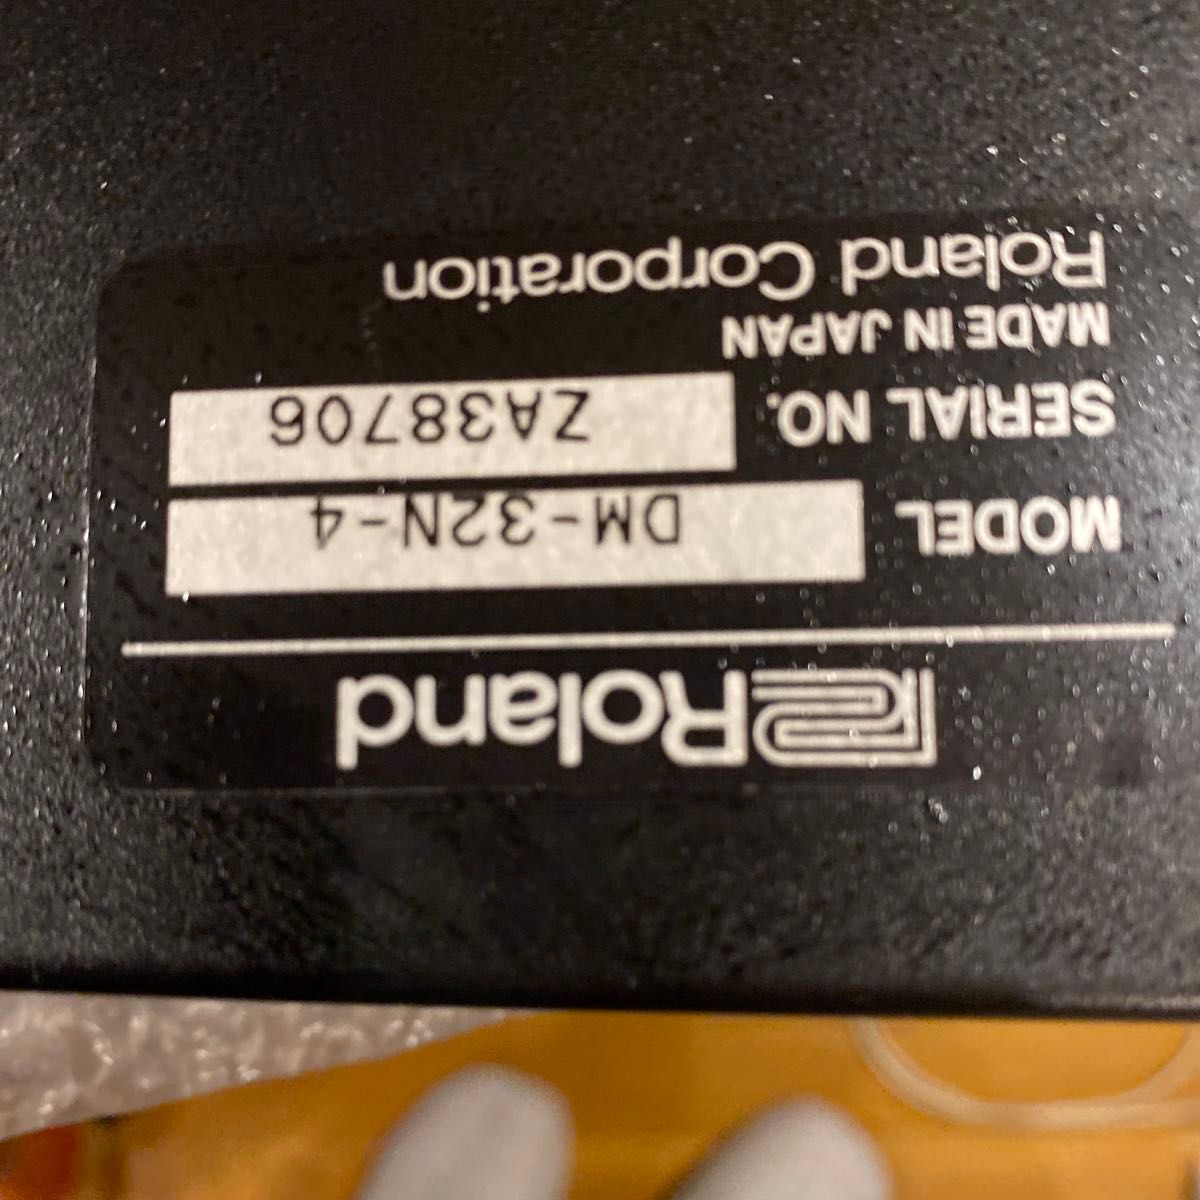 Roland
MODEL DM-32N-4
SERIAL NO. ZA38706
MADE IN JAPAN
Roland Corporation